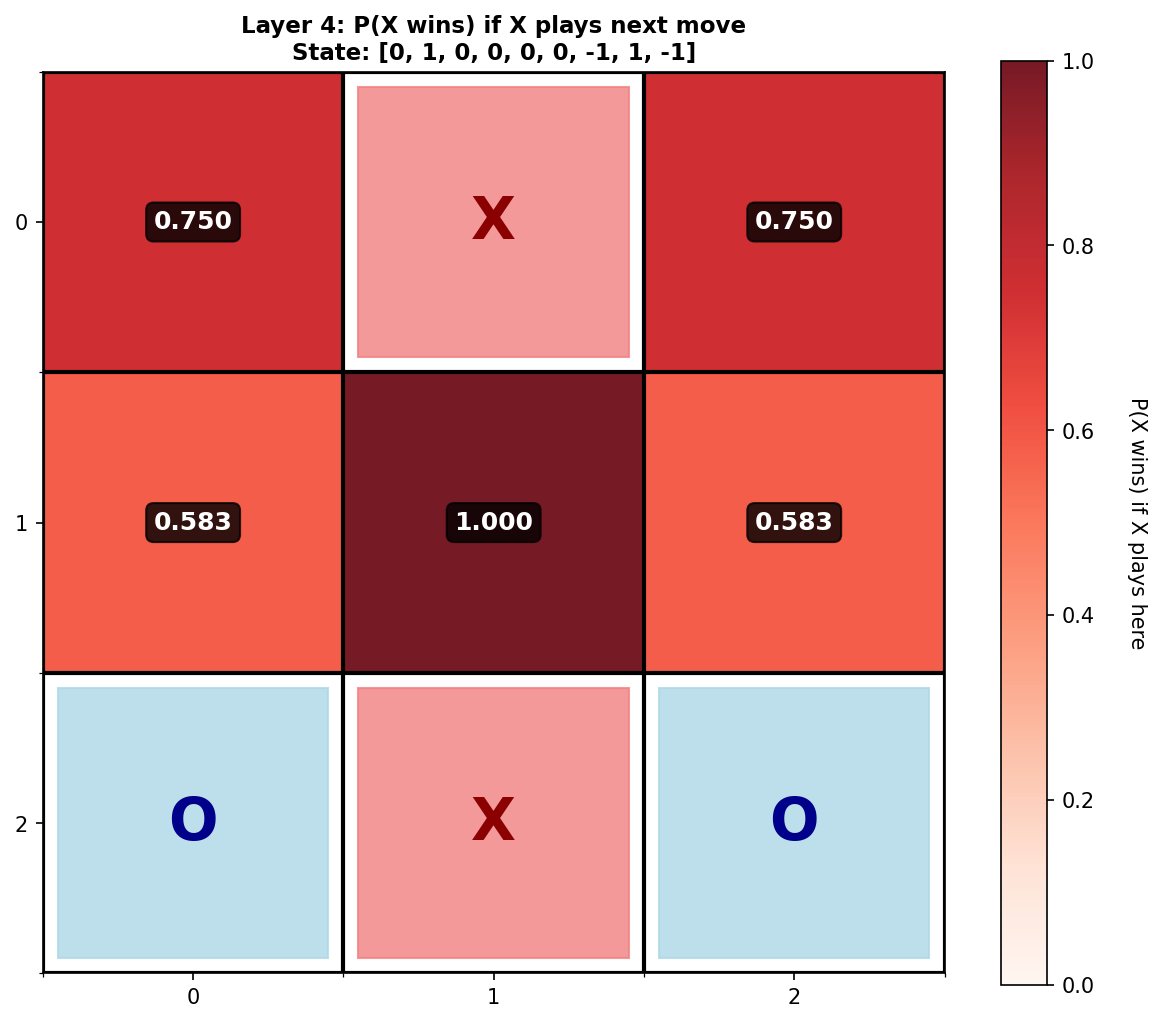 Layer 4: P(X wins) if X plays next move
State: [0, 1, 0, 0, 0, 0, -1, 1, -1]
0
0.750
X
0.750
1
0.583
1.000
0.583
2
O
X
O
0
1
2
1.0
0.8
0.6
0.4
0.2
0.0
P(X wins) if X plays here